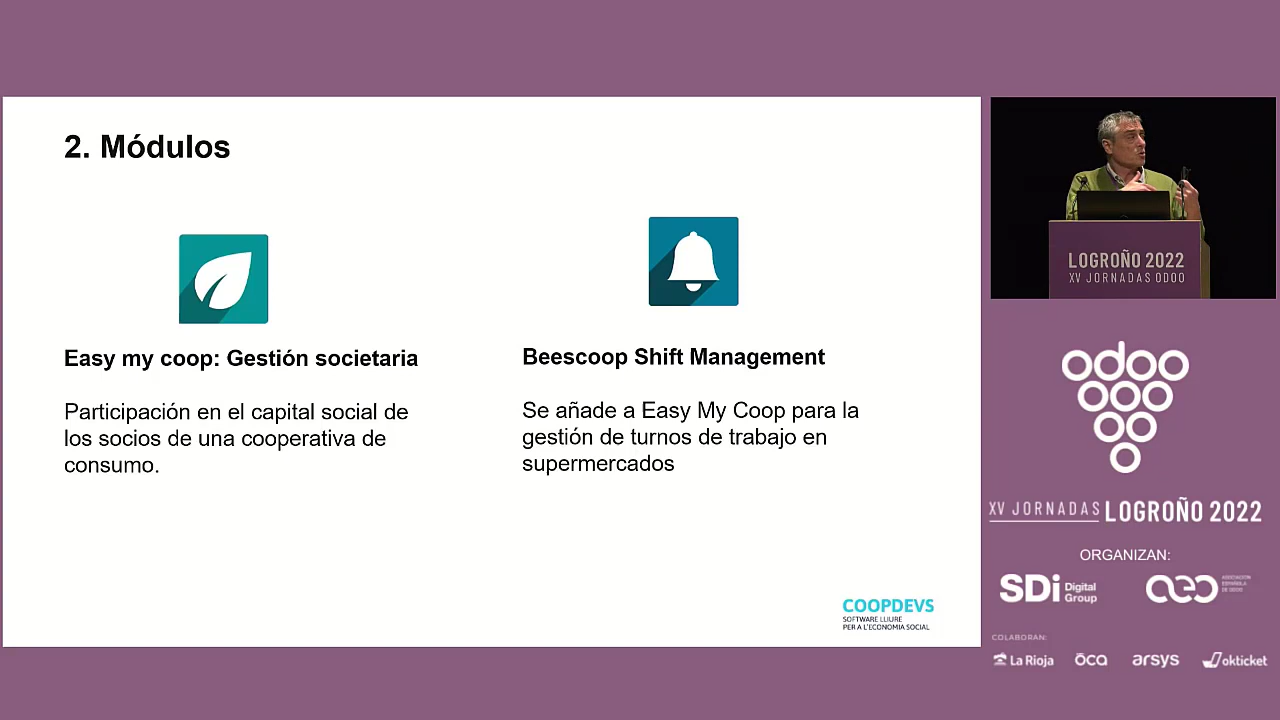 2. Módulos
Easy my coop: Gestión societaria
Participación en el capital social de
los socios de una cooperativa de
consumo.
Beescoop Shift Management
Se añade a Easy My Coop para la
gestión de turnos de trabajo en
supermercados
COOPDEVS
SOFTWARE LLIURE
PER A L'ECONOMIA SOCIAL
LOGROÑO 2022
XV JORNADAS ODOO
odoo
XV JORNADAS LOGROÑO 2022
ORGANIZAN:
SDi Digital
Group
aeo ASOCIACIÓN
ESPAÑOLA
DE ODOO
COLABORAN:
La Rioja
oca
arsys
okticket